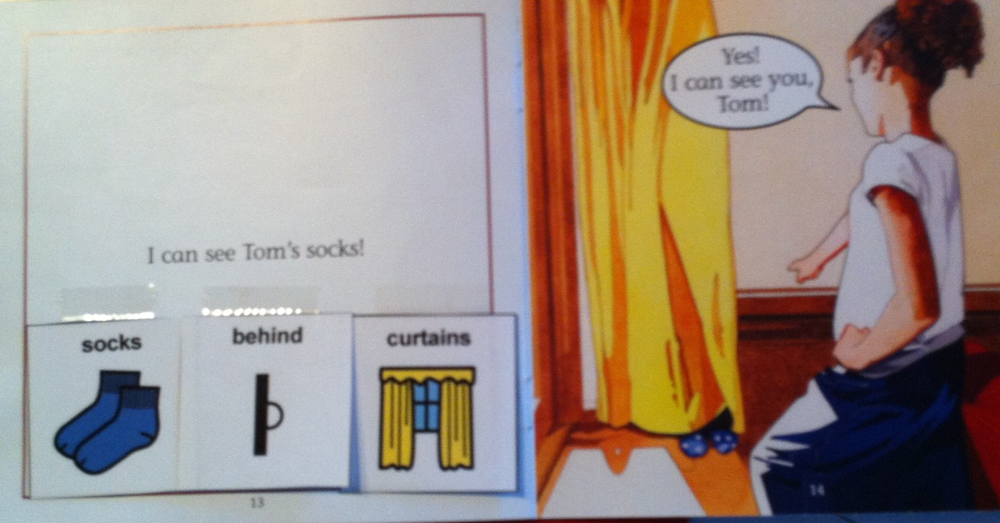 I can see Tom's socks!
socks
behind
curtains
13
Yes!
I can see you,
Tom!
14